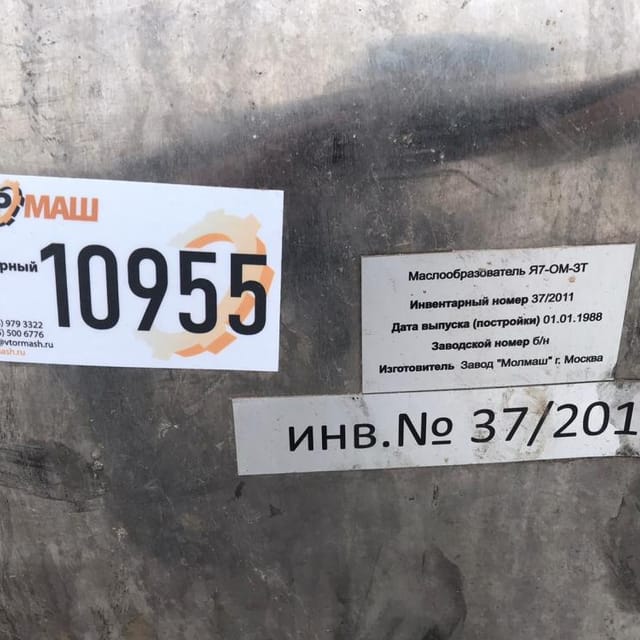 МАШ
рный 10955
) 979 3322
) 500 6776
@vtormash.ru
mash.ru
Маслообразователь Я7-ОМ-3Т
Инвентарный номер 37/2011
Дата выпуска (постройки) 01.01.1988
Заводской номер б/н
Изготовитель Завод "Молмаш" г. Москва
инв.№ 37/201